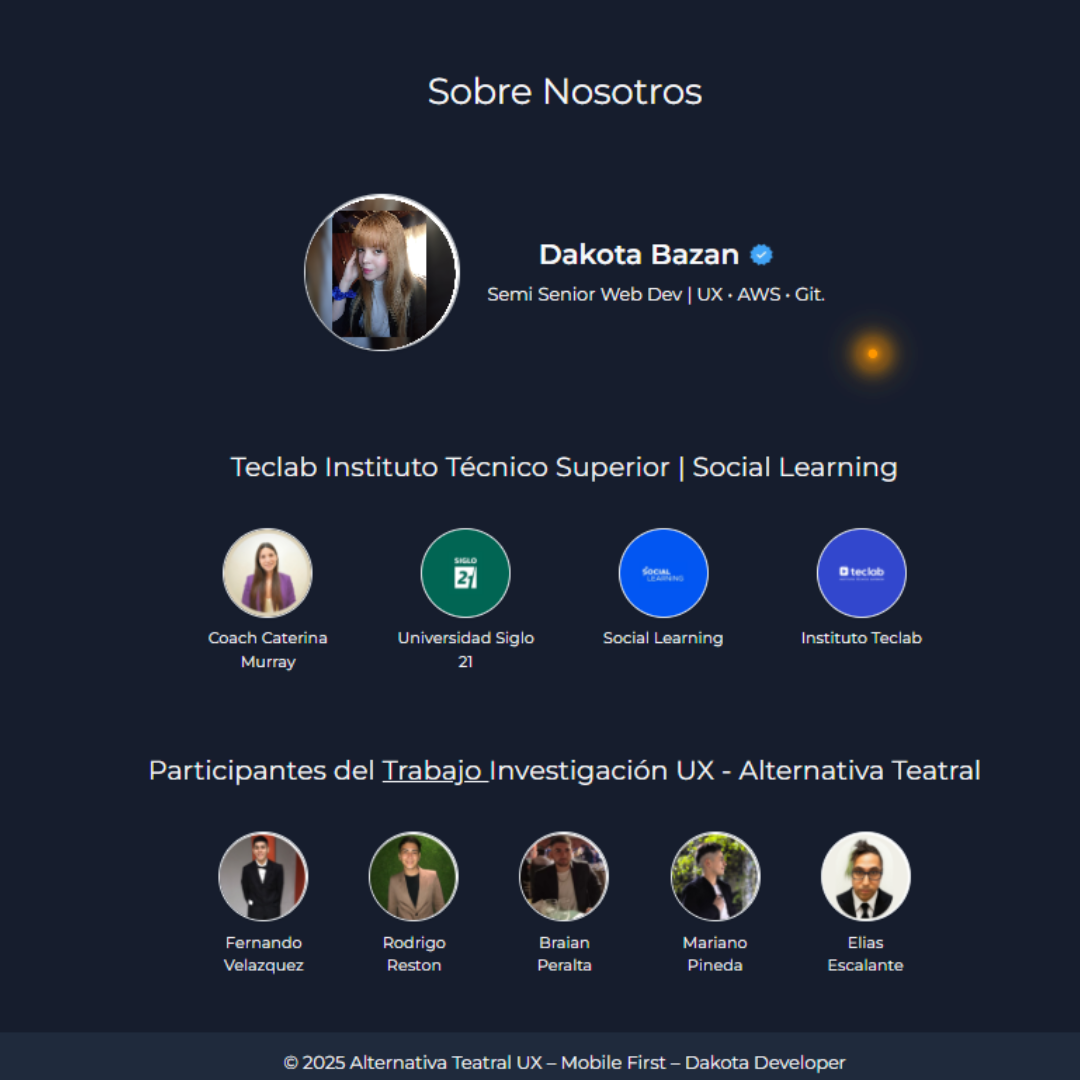 Sobre Nosotros
Dakota Bazan
Semi Senior Web Dev | UX • AWS • Git.
Teclab Instituto Técnico Superior | Social Learning
SIGLO
21
SOCIAL
LEARNING
teclab
Coach Caterina
Murray
Universidad Siglo
21
Social Learning
Instituto Teclab
Participantes del Trabajo Investigación UX - Alternativa Teatral
Fernando
Velazquez
Rodrigo
Reston
Braian
Peralta
Mariano
Pineda
Elias
Escalante
© 2025 Alternativa Teatral UX – Mobile First – Dakota Developer